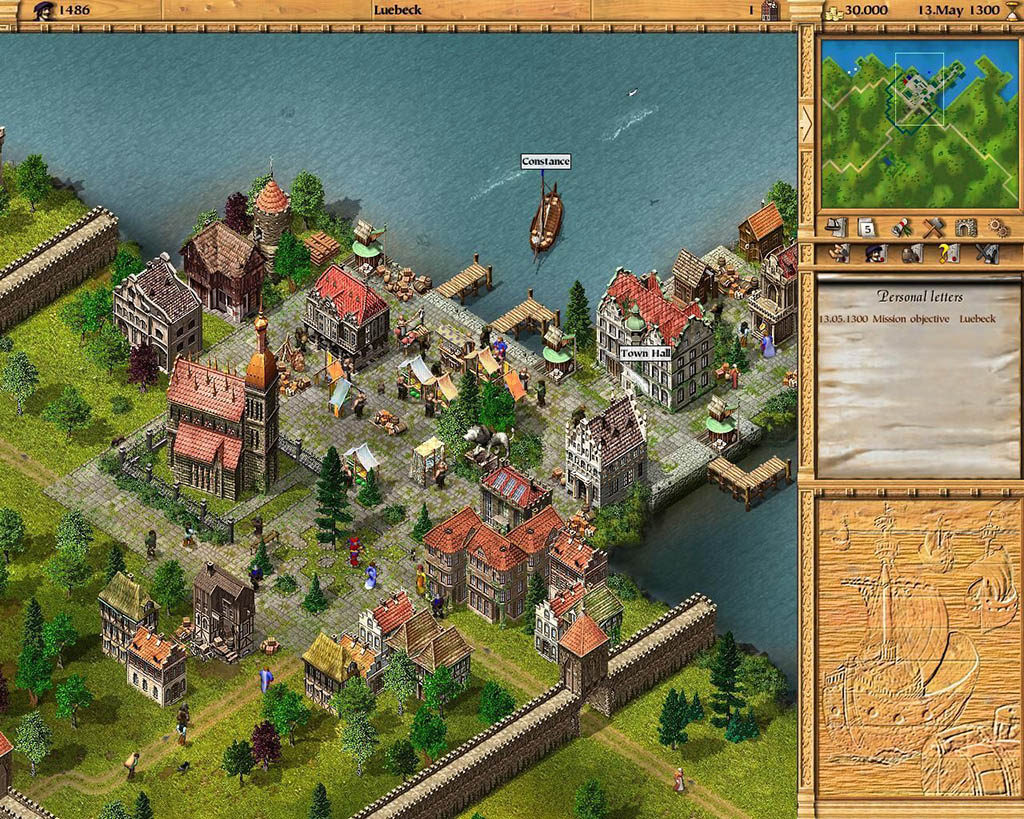 1486 Luebeck 1 30.000 13.May 1300
Constance
5
Personal letters
13.05.1300 Mission objective Luebeck
Town Hall